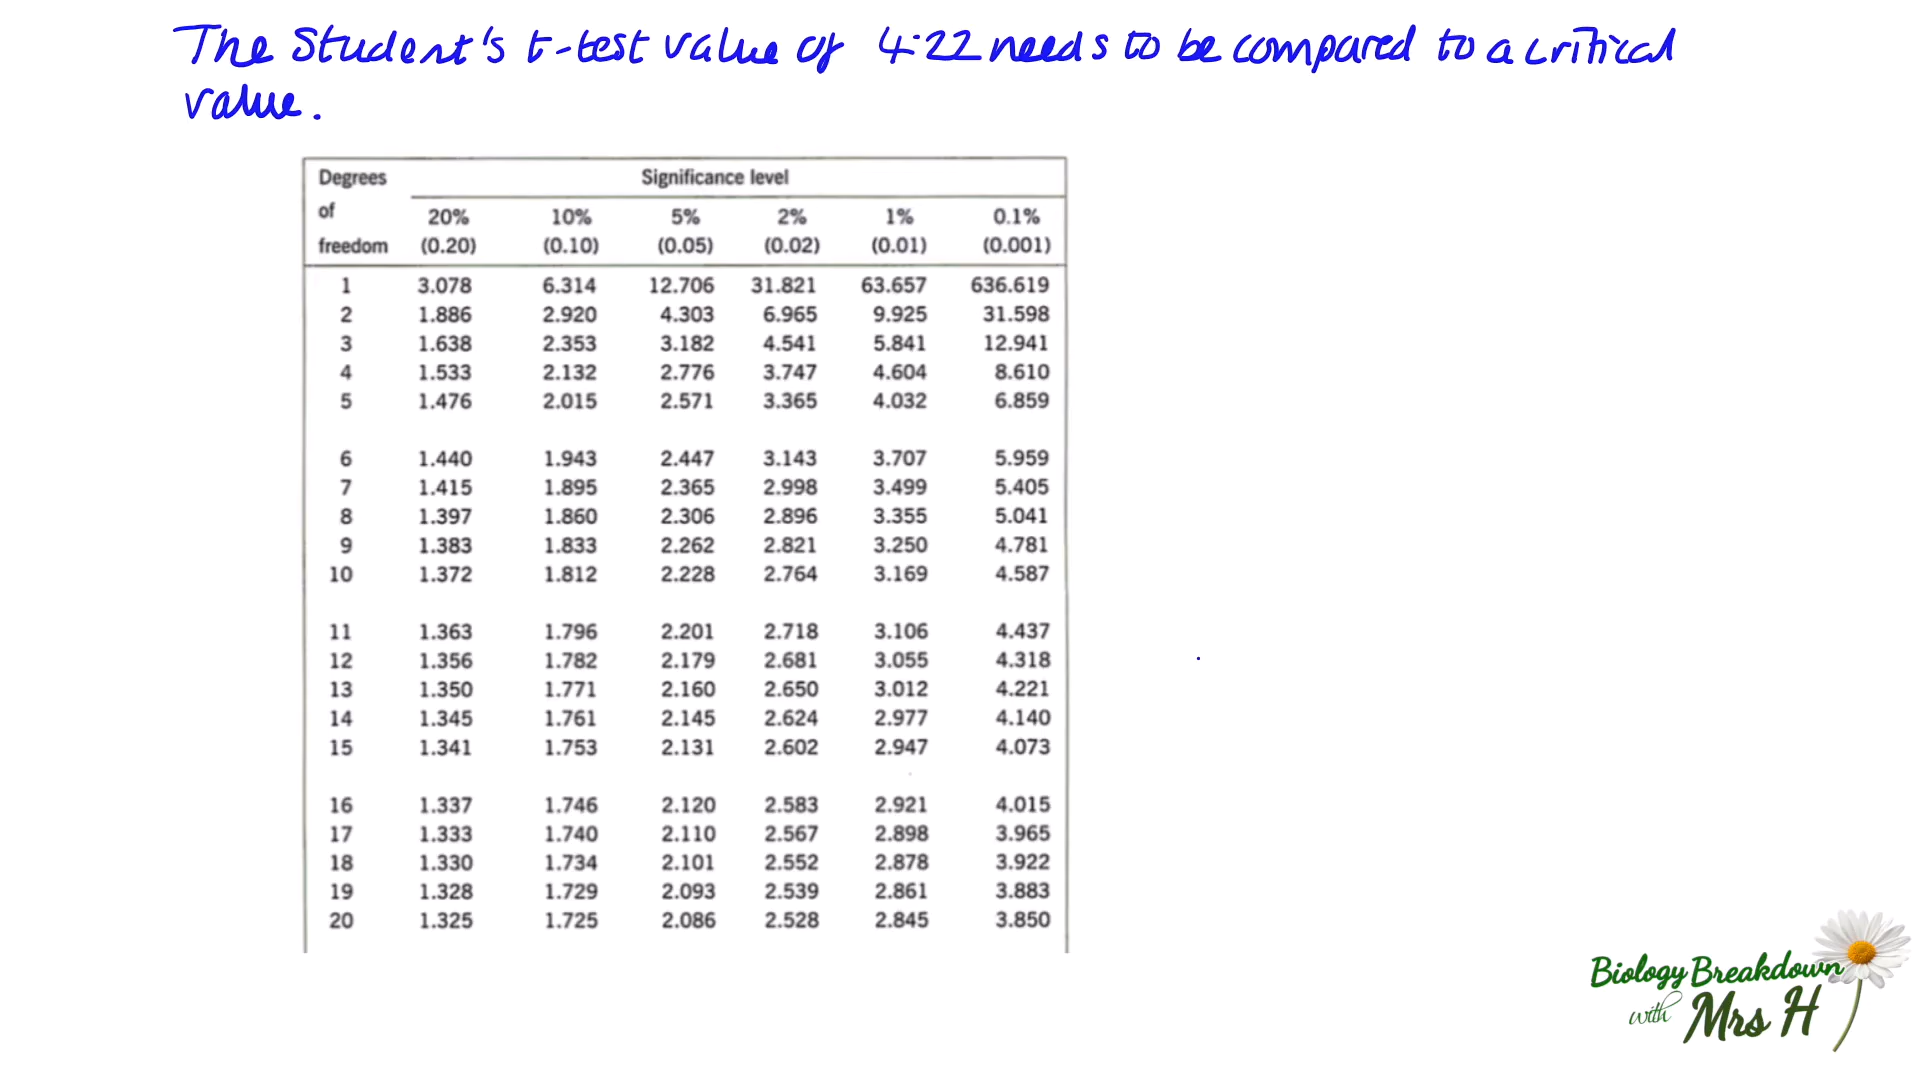 The Student's t-test value of 4.22 needs to be compared to a critical
value.
Degrees Significance level
of 20% 10% 5% 2% 1% 0.1%
freedom (0.20) (0.10) (0.05) (0.02) (0.01) (0.001)
1 3.078 6.314 12.706 31.821 63.657 636.619
2 1.886 2.920 4.303 6.965 9.925 31.598
3 1.638 2.353 3.182 4.541 5.841 12.941
4 1.533 2.132 2.776 3.747 4.604 8.610
5 1.476 2.015 2.571 3.365 4.032 6.859
6 1.440 1.943 2.447 3.143 3.707 5.959
7 1.415 1.895 2.365 2.998 3.499 5.405
8 1.397 1.860 2.306 2.896 3.355 5.041
9 1.383 1.833 2.262 2.821 3.250 4.781
10 1.372 1.812 2.228 2.764 3.169 4.587
11 1.363 1.796 2.201 2.718 3.106 4.437
12 1.356 1.782 2.179 2.681 3.055 4.318
13 1.350 1.771 2.160 2.650 3.012 4.221
14 1.345 1.761 2.145 2.624 2.977 4.140
15 1.341 1.753 2.131 2.602 2.947 4.073
16 1.337 1.746 2.120 2.583 2.921 4.015
17 1.333 1.740 2.110 2.567 2.898 3.965
18 1.330 1.734 2.101 2.552 2.878 3.922
19 1.328 1.729 2.093 2.539 2.861 3.883
20 1.325 1.725 2.086 2.528 2.845 3.850
Biology Breakdown
with Mrs H